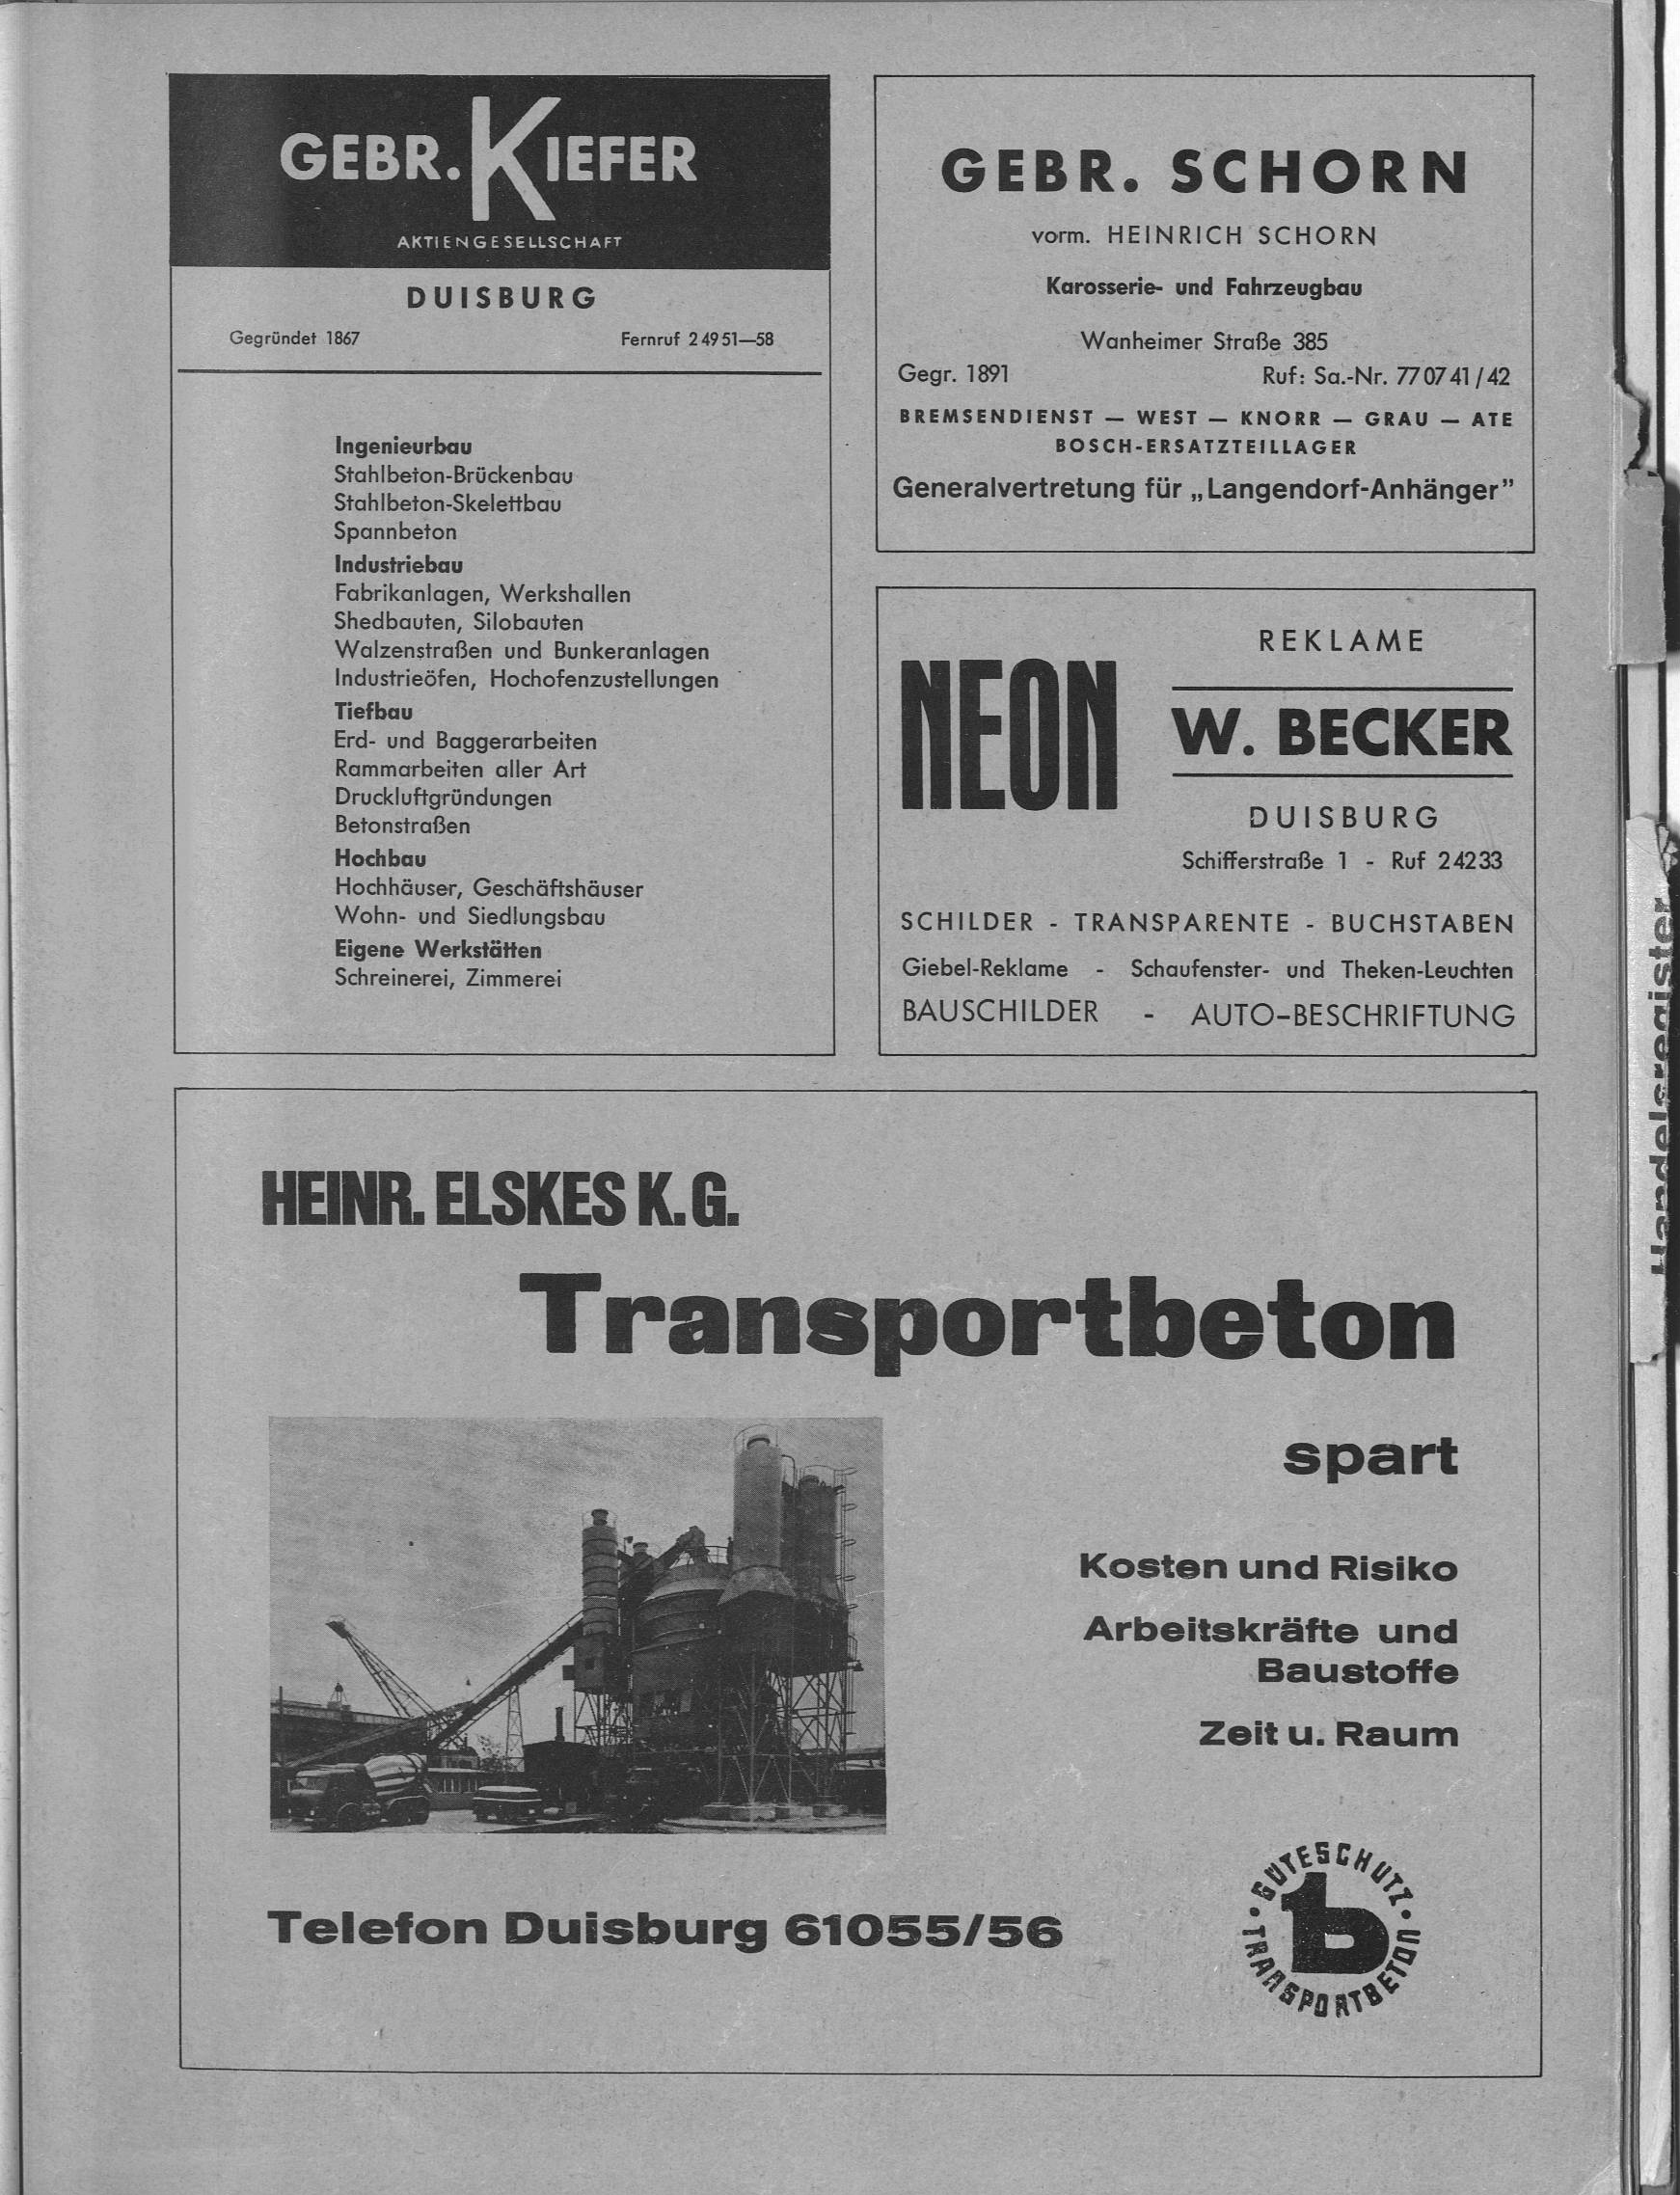 GEBR. KIEFER
AKTIENGESELLSCHAFT
DUISBURG
Gegründet 1867 Fernruf 2 49 51—58
Ingenieurbau
Stahlbeton-Brückenbau
Stahlbeton-Skelettbau
Spannbeton
Industriebau
Fabrikanlagen, Werkshallen
Shedbauten, Silobauten
Walzenstraßen und Bunkeranlagen
Industrieöfen, Hochofenzustellungen
Tiefbau
Erd- und Baggerarbeiten
Rammarbeiten aller Art
Druckluftgründungen
Betonstraßen
Hochbau
Hochhäuser, Geschäftshäuser
Wohn- und Siedlungsbau
Eigene Werkstätten
Schreinerei, Zimmerei
GEBR. SCHORN
vorm. HEINRICH SCHORN
Karosserie- und Fahrzeugbau
Wanheimer Straße 385
Gegr. 1891 Ruf: Sa.-Nr. 77 07 41 / 42
BREMSENDIENST — WEST — KNORR — GRAU — ATE
BOSCH-ERSATZTEILLAGER
Generalvertretung für „Langendorf-Anhänger”
NEON
REKLAME
W. BECKER
DUISBURG
Schifferstraße 1 - Ruf 2 42 33
SCHILDER - TRANSPARENTE - BUCHSTABEN
Giebel-Reklame - Schaufenster- und Theken-Leuchten
BAUSCHILDER - AUTO-BESCHRIFTUNG
HEINR. ELSKES K.G.
Transportbeton
spart
Kosten und Risiko
Arbeitskräfte und
Baustoffe
Zeit u. Raum
Telefon Duisburg 61055/56
GÜTESCHUTZ
b
TRANSPORTBETON
Handelsregister